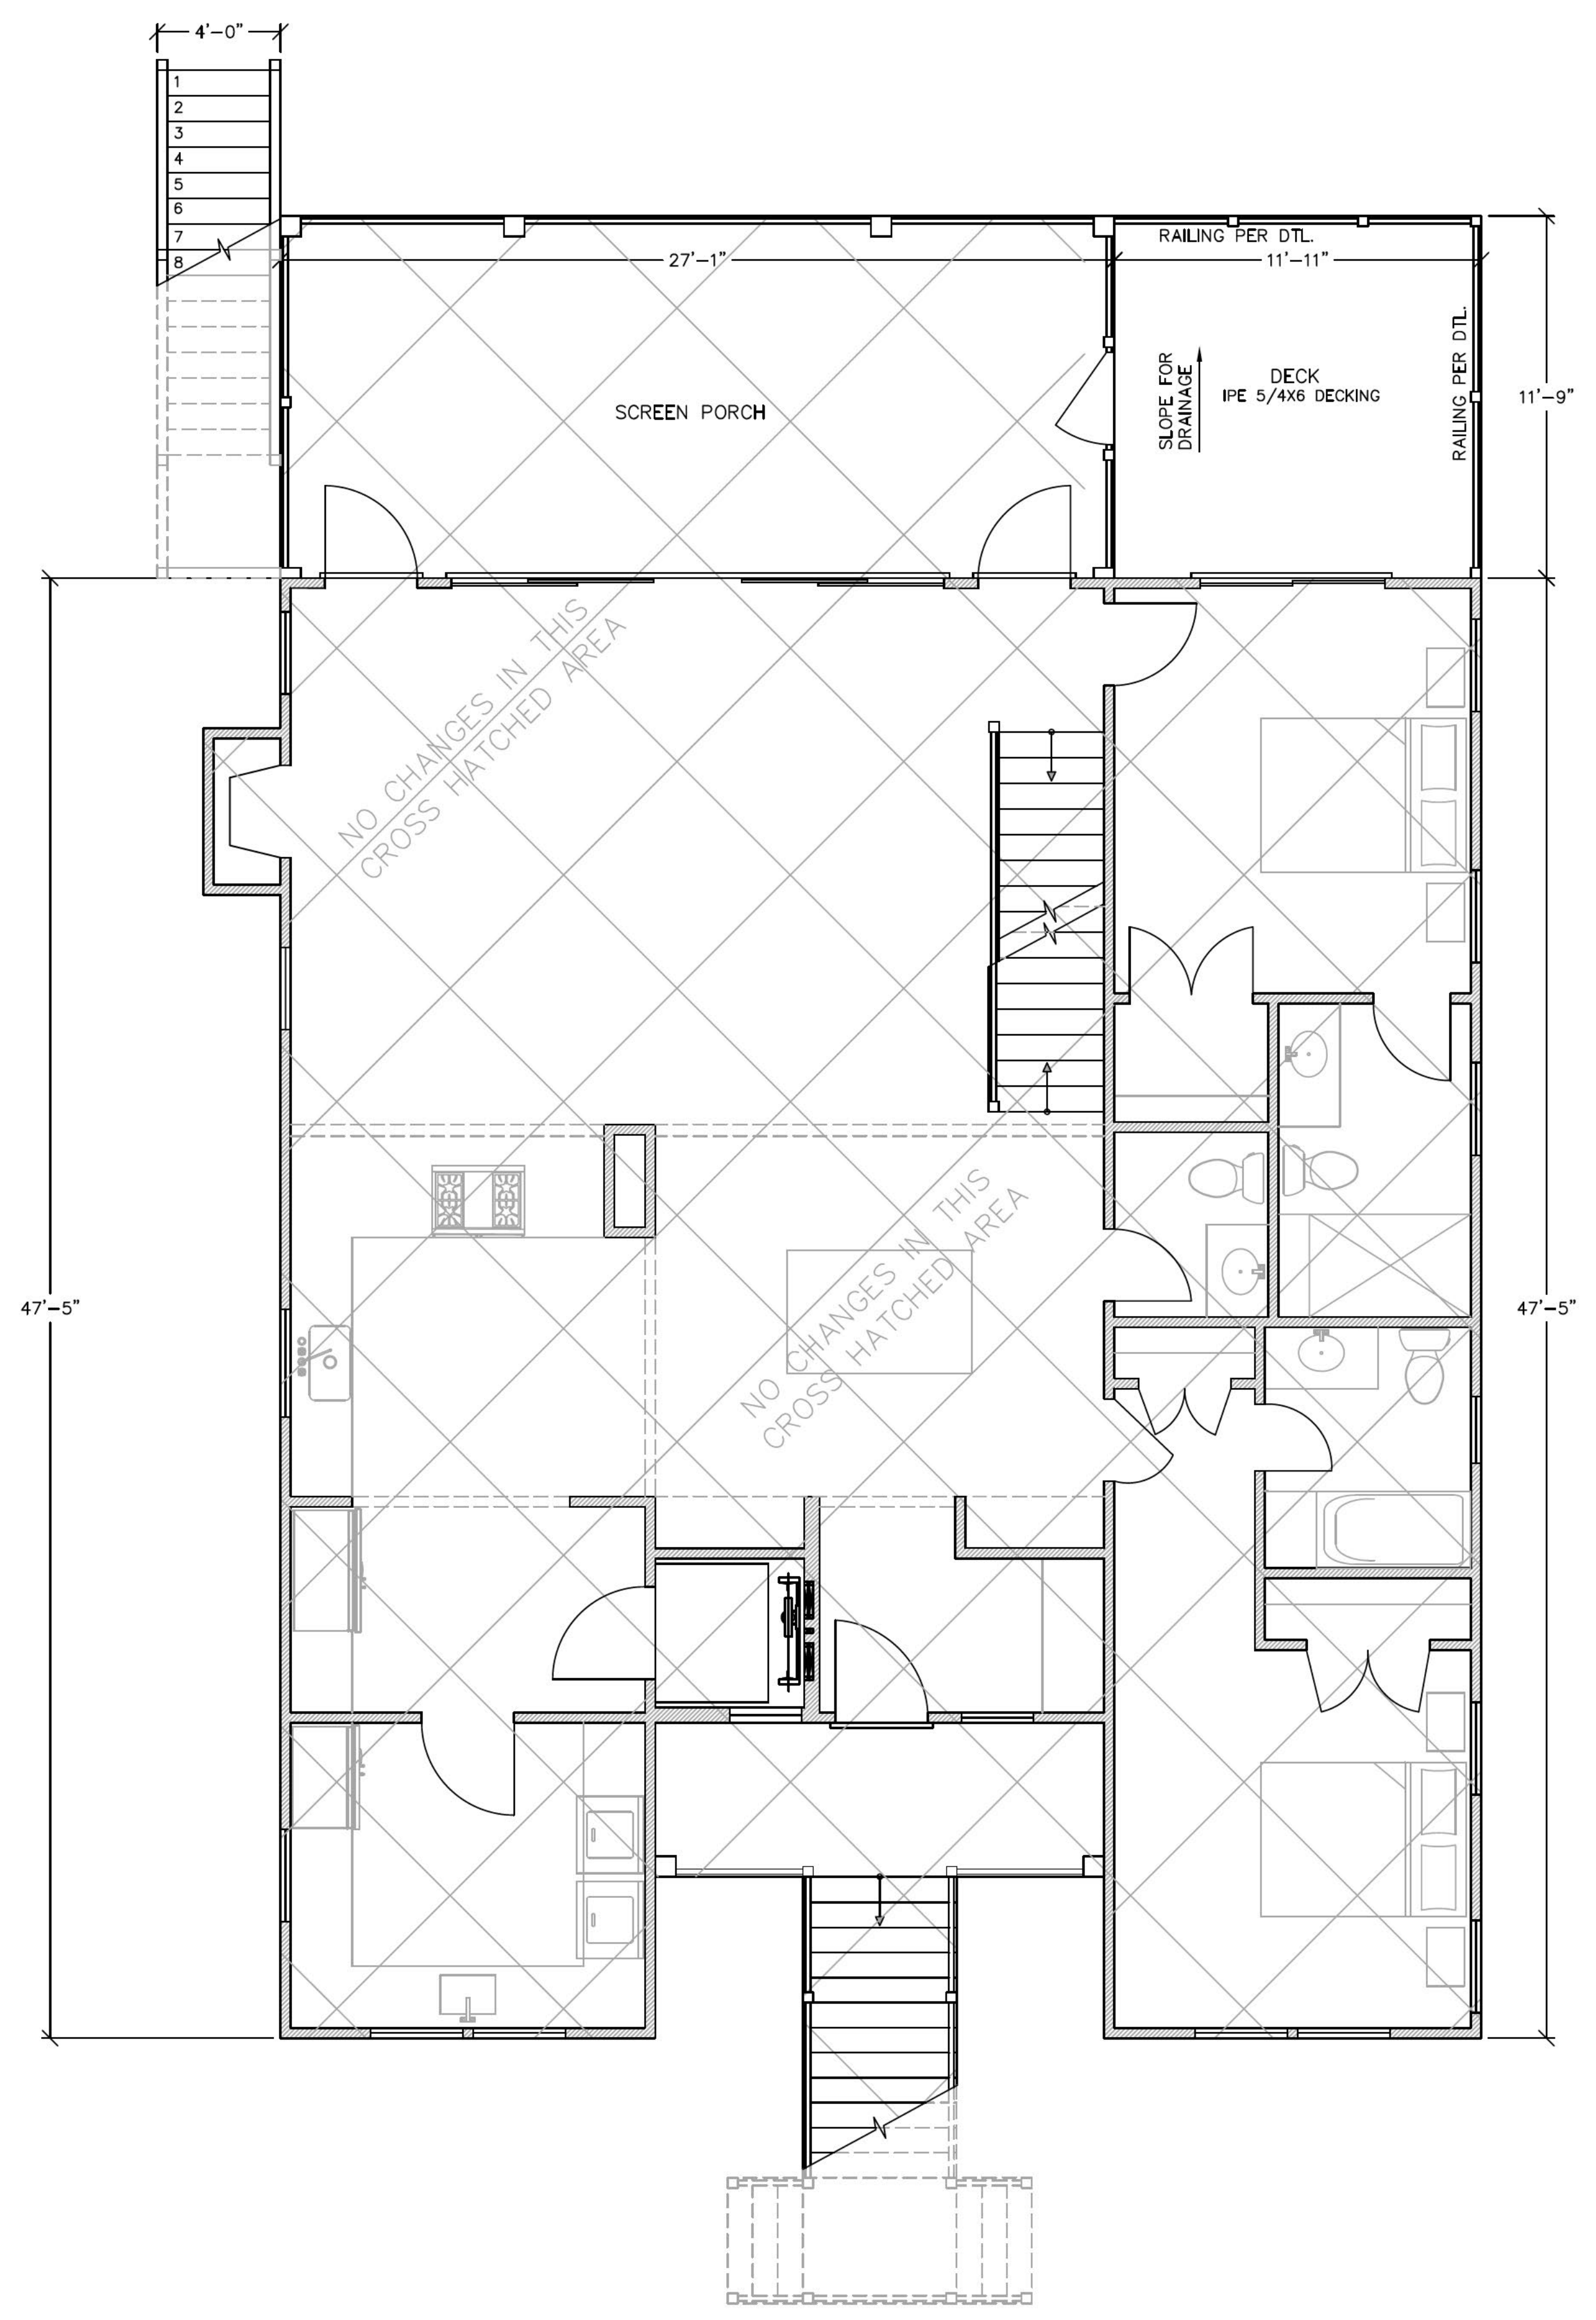 4'-0"
1
2
3
4
5
6
7
8
RAILING PER DTL.
27'-1"
11'-11"
SCREEN PORCH
SLOPE FOR
DRAINAGE
DECK
IPE 5/4X6 DECKING
RAILING PER DTL.
11'-9"
NO CHANGES IN THIS
CROSS HATCHED AREA
NO CHANGES IN THIS
CROSS HATCHED AREA
47'-5"
47'-5"